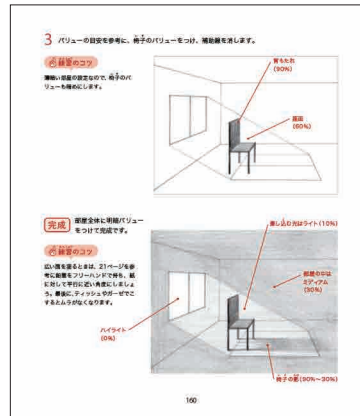 3 バリューの目安を参考に、椅子のバリューをつけ、補助線を消します。
練習のコツ
薄暗い部屋の設定なので、椅子のバ
リューも暗めにします。
背もたれ
(90%)
座面
(60%)
完成
部屋全体に明暗バリュー
をつけて完成です。
練習のコツ
広い面を塗るときは、21ページを参
考に鉛筆をフリーハンドで持ち、紙
に対して平行に近い角度にしましょ
う。最後に、ティッシュやガーゼでこ
するとムラがなくなります。
差し込む光はライト(10%)
部屋の中は
ミディアム
(30%)
ハイライト
(0%)
椅子の影(90%〜30%)
160